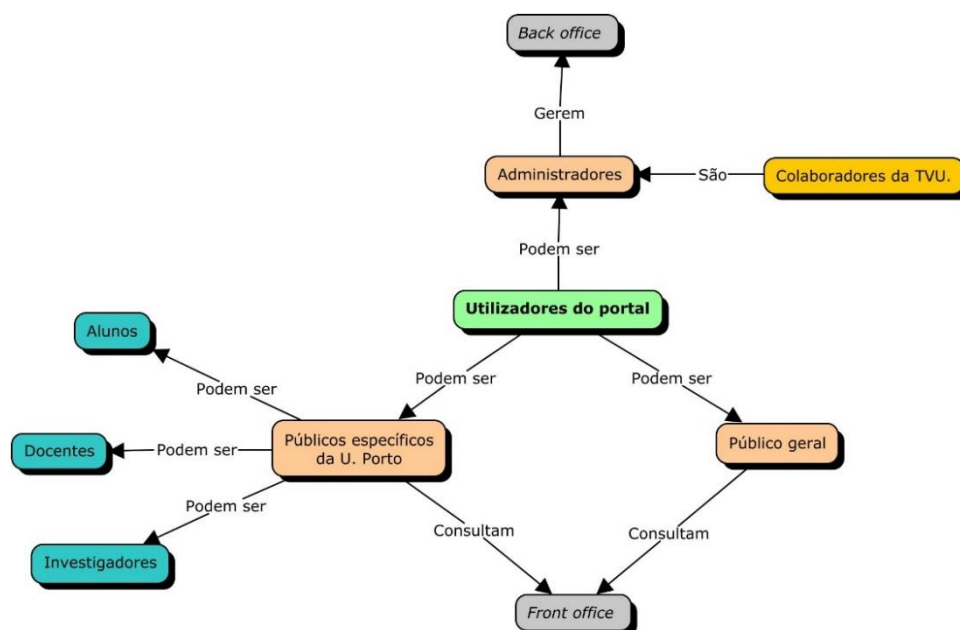 Back office
Gerem
Administradores
São
Colaboradores da TVU.
Podem ser
Utilizadores do portal
Alunos
Podem ser
Podem ser
Podem ser
Docentes
Podem ser
Públicos específicos
da U. Porto
Público geral
Podem ser
Investigadores
Consultam
Consultam
Front office